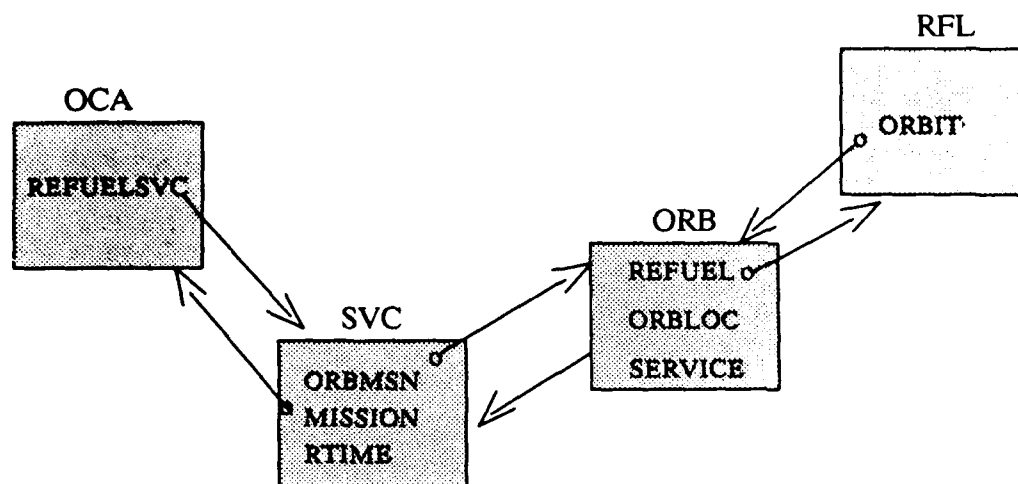 OCA
REFUELSVC
SVC
ORBMSN
MISSION
RTIME
ORB
REFUEL
ORBLOC
SERVICE
RFL
ORBIT